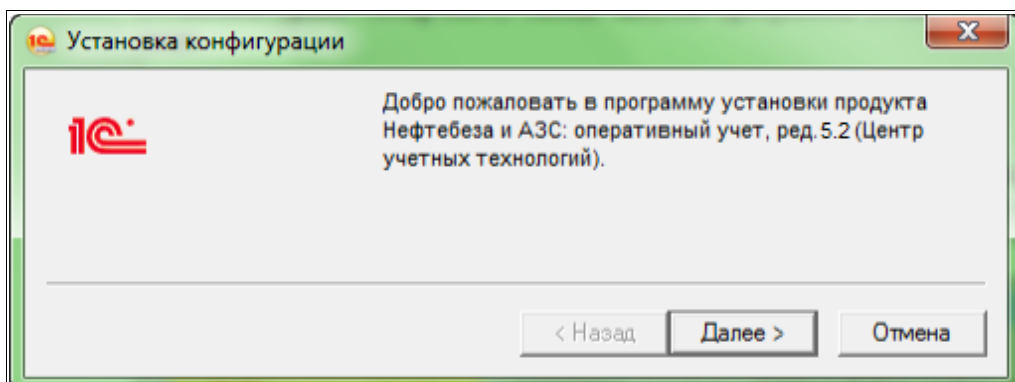 1С Установка конфигурации
1С
Добро пожаловать в программу установки продукта
Нефтебеза и АЗС: оперативный учет, ред. 5.2 (Центр
учетных технологий).
< Назад
Далее >
Отмена